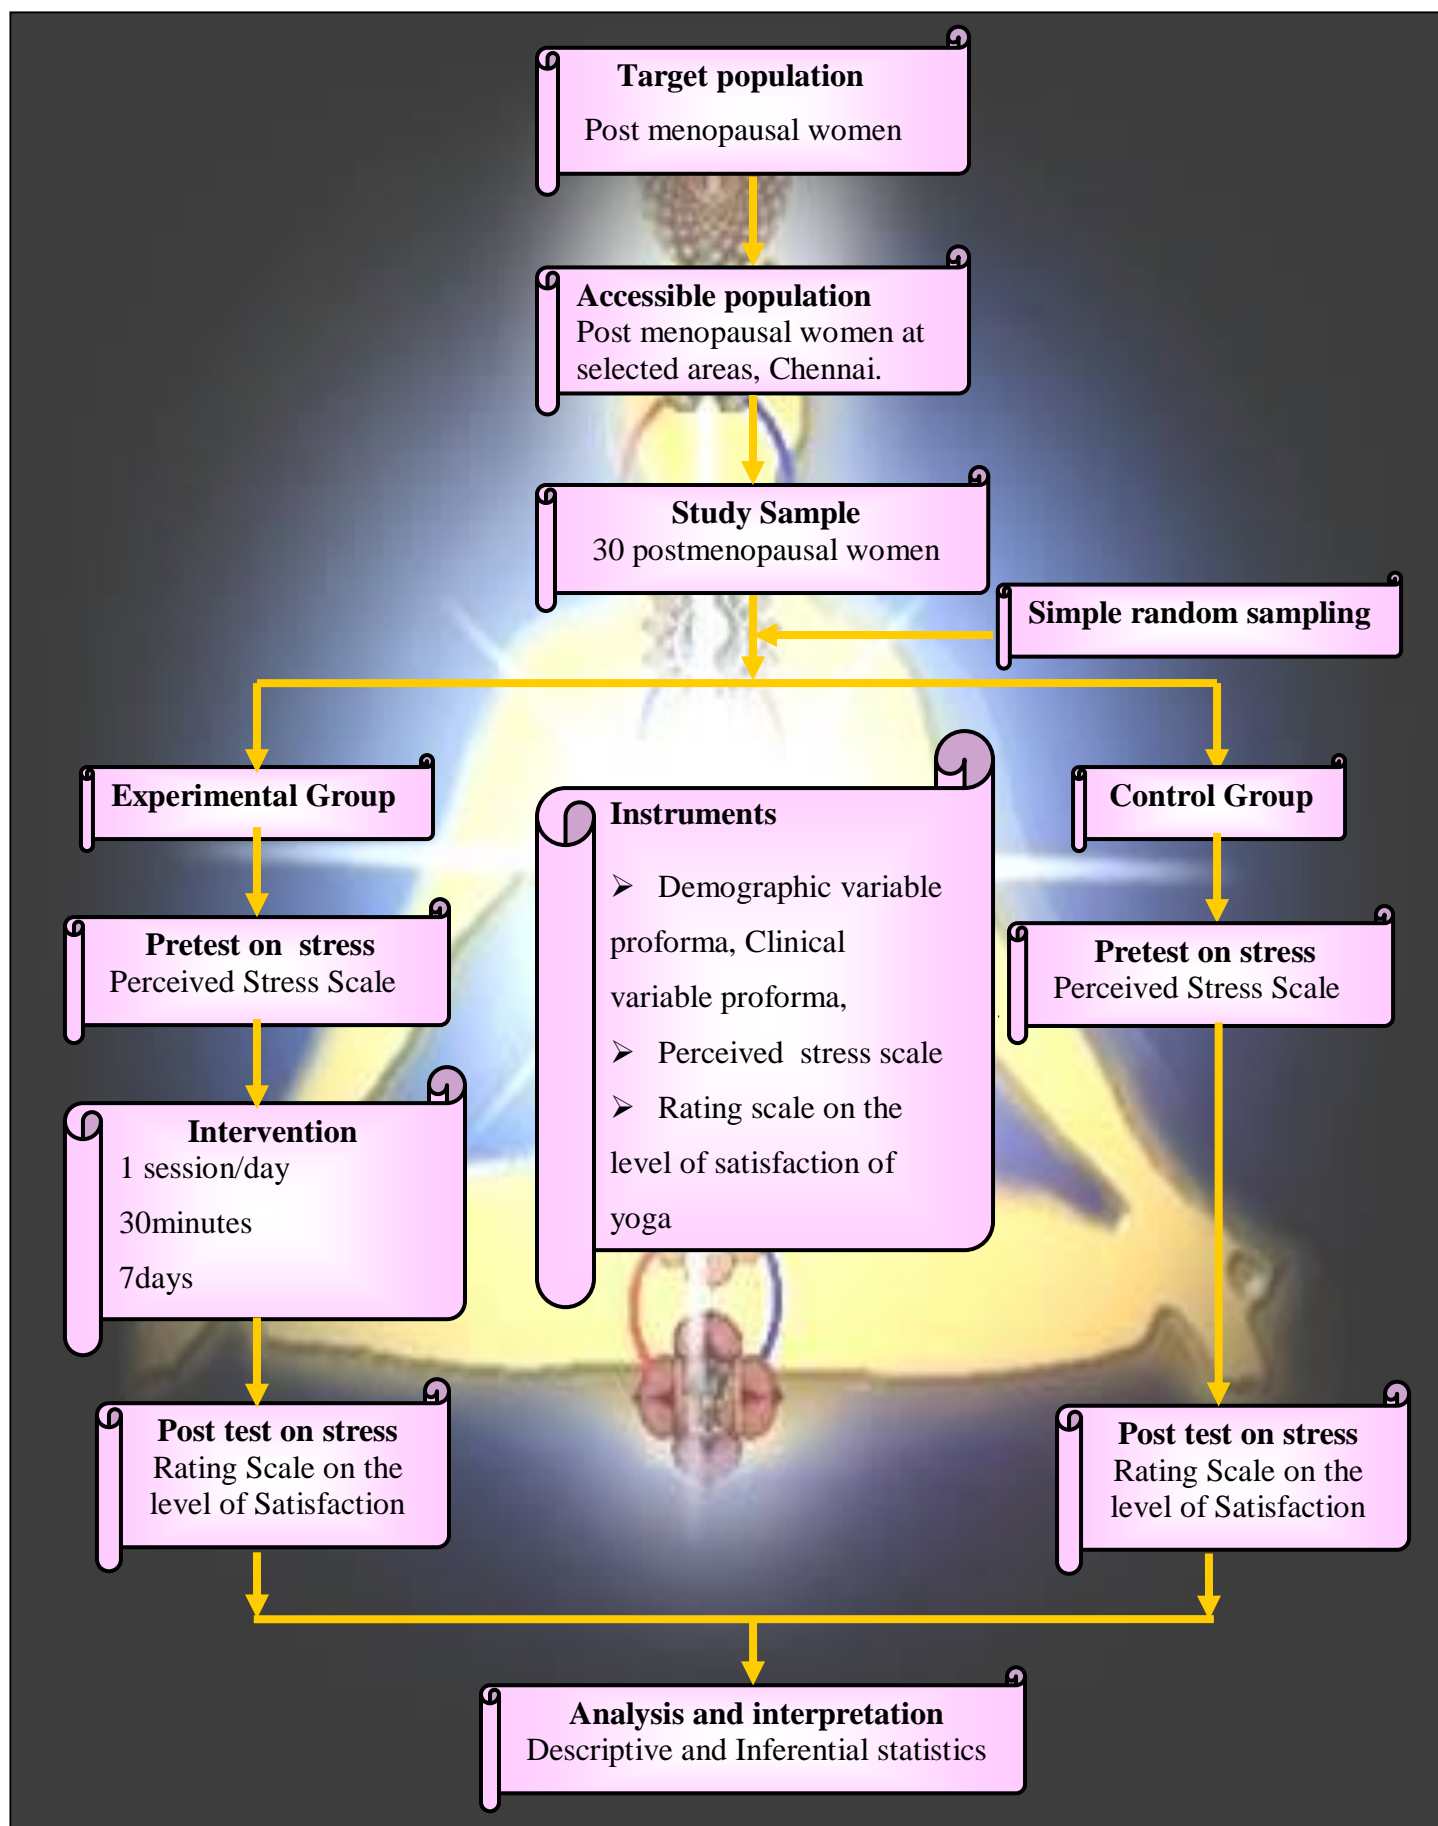 Target population
Post menopausal women
Accessible population
Post menopausal women at
selected areas, Chennai.
Study Sample
30 postmenopausal women
Simple random sampling
Experimental Group
Control Group
Instruments
➢ Demographic variable
proforma, Clinical
variable proforma,
➢ Perceived stress scale
➢ Rating scale on the
level of satisfaction of
yoga
Pretest on stress
Perceived Stress Scale
Pretest on stress
Perceived Stress Scale
Intervention
1 session/day
30minutes
7days
Post test on stress
Rating Scale on the
level of Satisfaction
Post test on stress
Rating Scale on the
level of Satisfaction
Analysis and interpretation
Descriptive and Inferential statistics